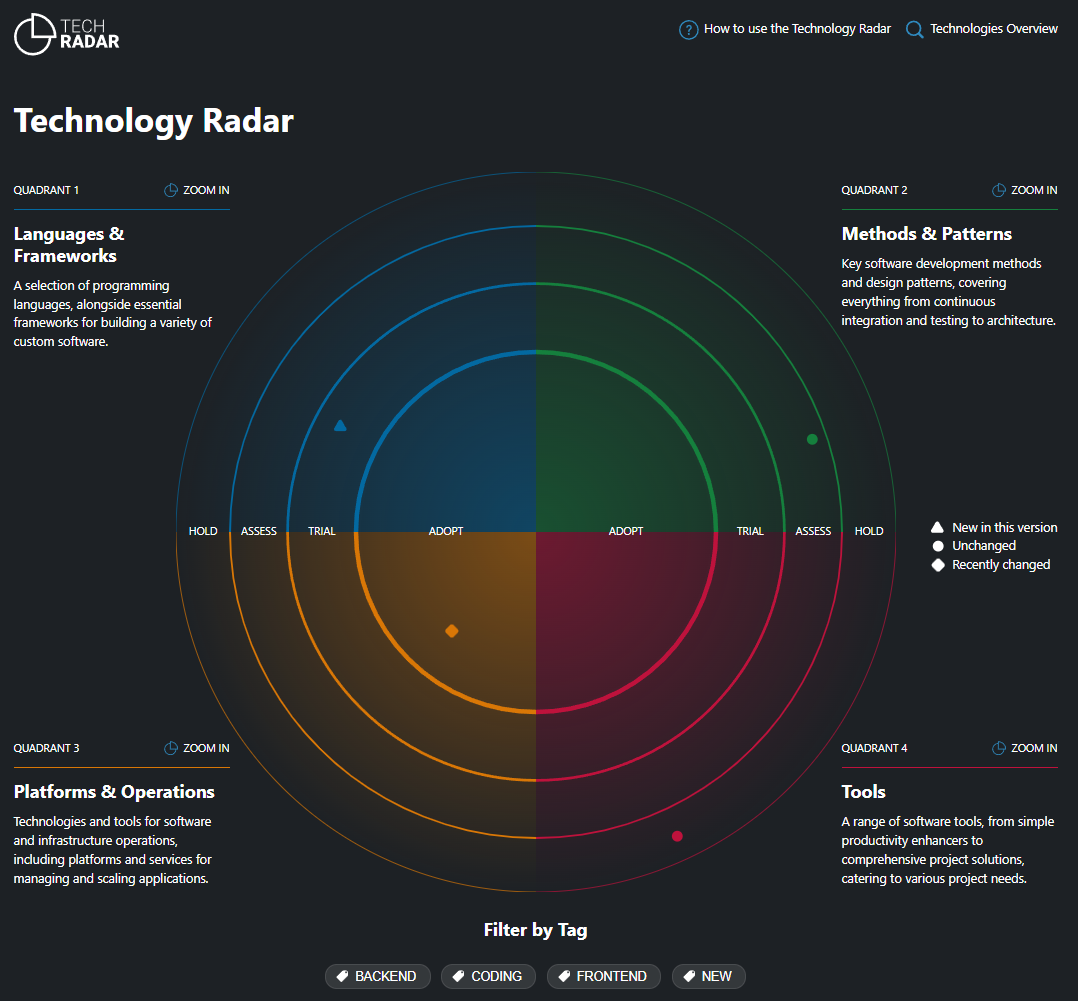 TECH
RADAR
How to use the Technology Radar
Technologies Overview
Technology Radar
QUADRANT 1
ZOOM IN
Languages &
Frameworks
A selection of programming
languages, alongside essential
frameworks for building a variety of
custom software.
QUADRANT 2
ZOOM IN
Methods & Patterns
Key software development methods
and design patterns, covering
everything from continuous
integration and testing to architecture.
HOLD
ASSESS
TRIAL
ADOPT
ADOPT
TRIAL
ASSESS
HOLD
New in this version
Unchanged
Recently changed
QUADRANT 3
ZOOM IN
Platforms & Operations
Technologies and tools for software
and infrastructure operations,
including platforms and services for
managing and scaling applications.
QUADRANT 4
ZOOM IN
Tools
A range of software tools, from simple
productivity enhancers to
comprehensive project solutions,
catering to various project needs.
Filter by Tag
BACKEND
CODING
FRONTEND
NEW